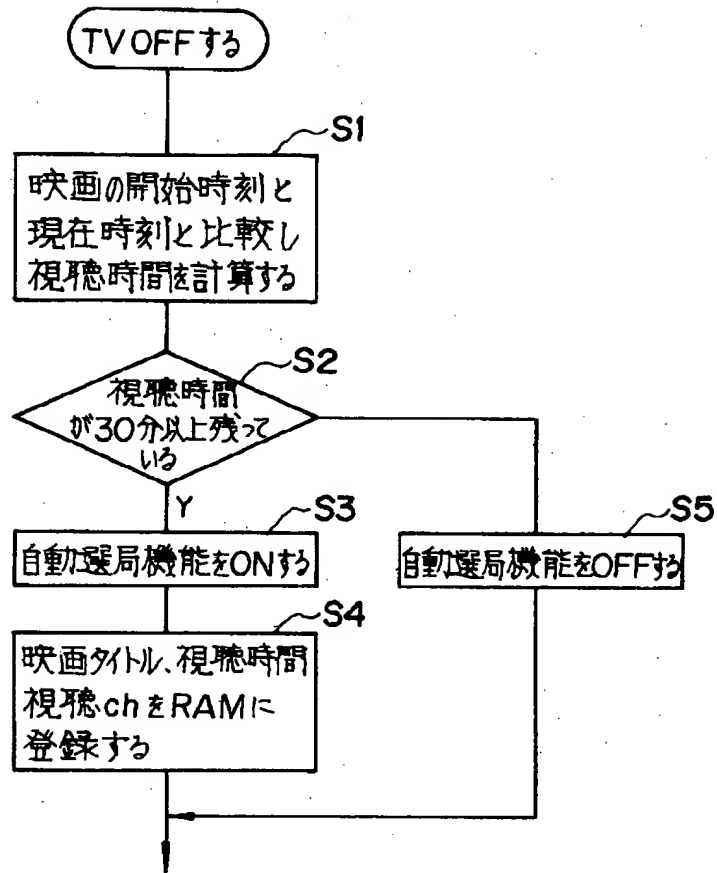 TV OFFする
S1
映画の開始時刻と
現在時刻と比較し
視聴時間を計算する
S2
視聴時間
が30分以上残って
いる
Y
S3
自動選局機能をONする
S5
自動選局機能をOFFする
S4
映画タイトル、視聴時間
視聴chをRAMに
登録する